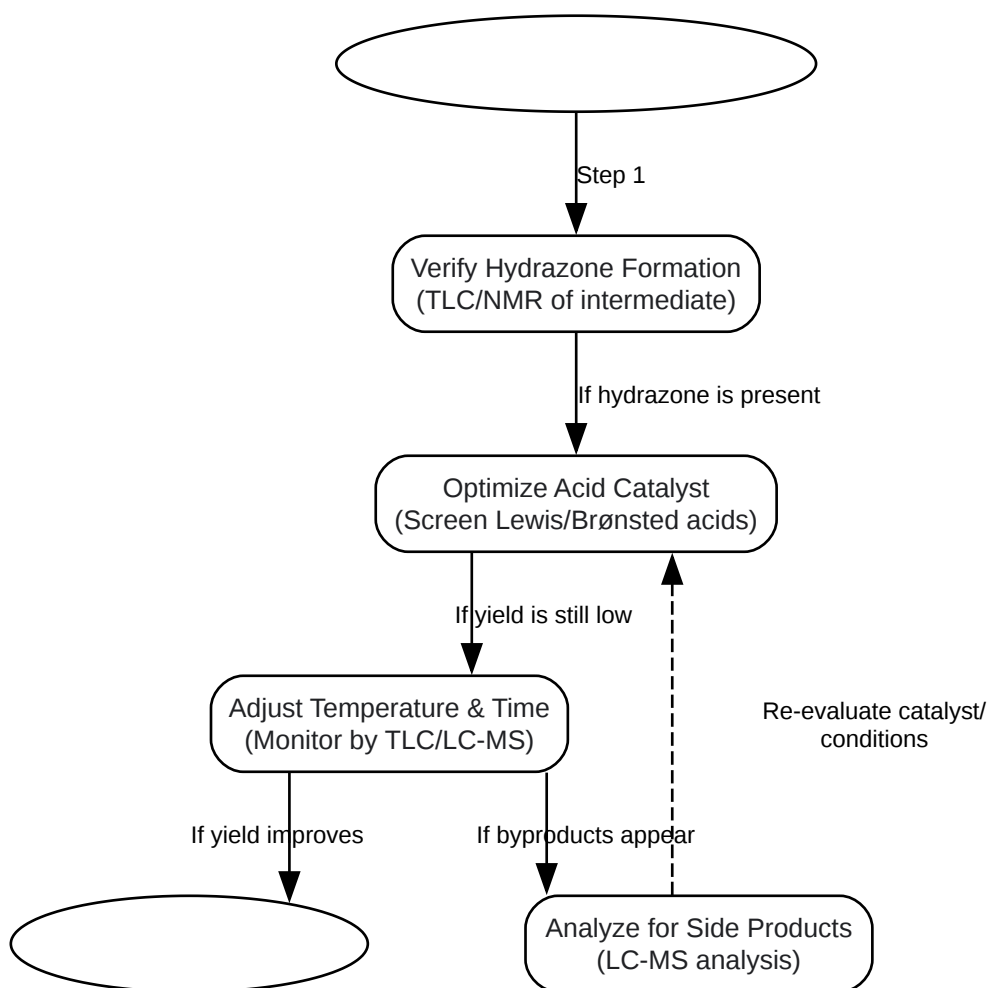 Step 1
Verify Hydrazone Formation
(TLC/NMR of intermediate)
If hydrazone is present
Optimize Acid Catalyst
(Screen Lewis/Brønsted acids)
If yield is still low
Adjust Temperature & Time
(Monitor by TLC/LC-MS)
Re-evaluate catalyst/
conditions
If yield improves
If byproducts appear
Analyze for Side Products
(LC-MS analysis)